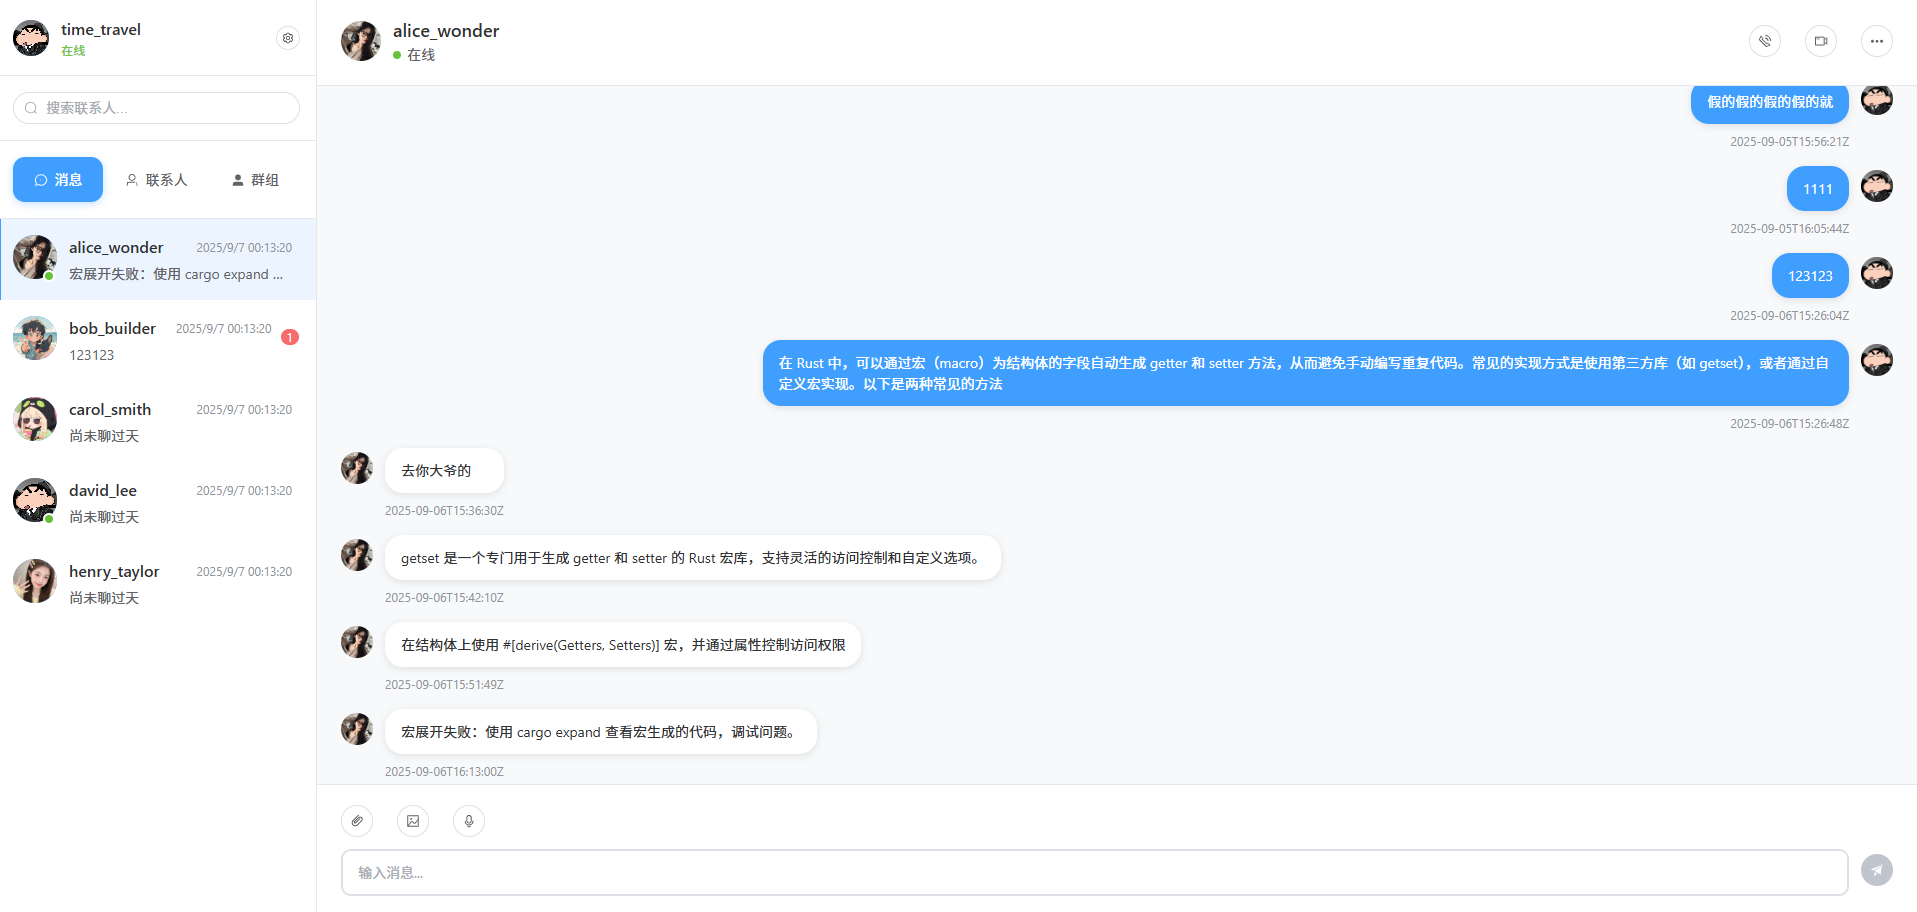 time_travel
在线
搜索联系人...
消息
联系人
群组
alice_wonder
2025/9/7 00:13:20
宏展开失败：使用 cargo expand ...
bob_builder
2025/9/7 00:13:20
123123
1
carol_smith
2025/9/7 00:13:20
尚未聊过天
david_lee
2025/9/7 00:13:20
尚未聊过天
henry_taylor
2025/9/7 00:13:20
尚未聊过天
alice_wonder
在线
假的假的假的假的就
2025-09-05T15:56:21Z
1111
2025-09-05T16:05:44Z
123123
2025-09-06T15:26:04Z
在 Rust 中，可以通过宏（macro）为结构体的字段自动生成 getter 和 setter 方法，从而避免手动编写重复代码。常见的实现方式是使用第三方库（如 getset），或者通过自
定义宏实现。以下是两种常见的方法
2025-09-06T15:26:48Z
去你大爷的
2025-09-06T15:36:30Z
getset 是一个专门用于生成 getter 和 setter 的 Rust 宏库，支持灵活的访问控制和自定义选项。
2025-09-06T15:42:10Z
在结构体上使用 #[derive(Getters, Setters)] 宏，并通过属性控制访问权限
2025-09-06T15:51:49Z
宏展开失败：使用 cargo expand 查看宏生成的代码，调试问题。
2025-09-06T16:13:00Z
输入消息...